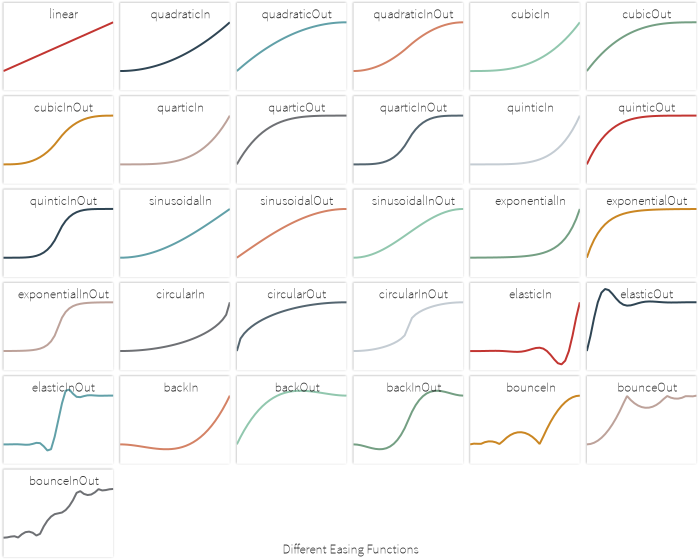 linear
quadraticIn
quadraticOut
quadraticInOut
cubicIn
cubicOut
cubicInOut
quarticIn
quarticOut
quarticInOut
quinticIn
quinticOut
quinticInOut
sinusoidalIn
sinusoidalOut
sinusoidalInOut
exponentialIn
exponentialOut
exponentialInOut
circularIn
circularOut
circularInOut
elasticIn
elasticOut
elasticInOut
backIn
backOut
backInOut
bounceIn
bounceOut
bounceInOut
Different Easing Functions